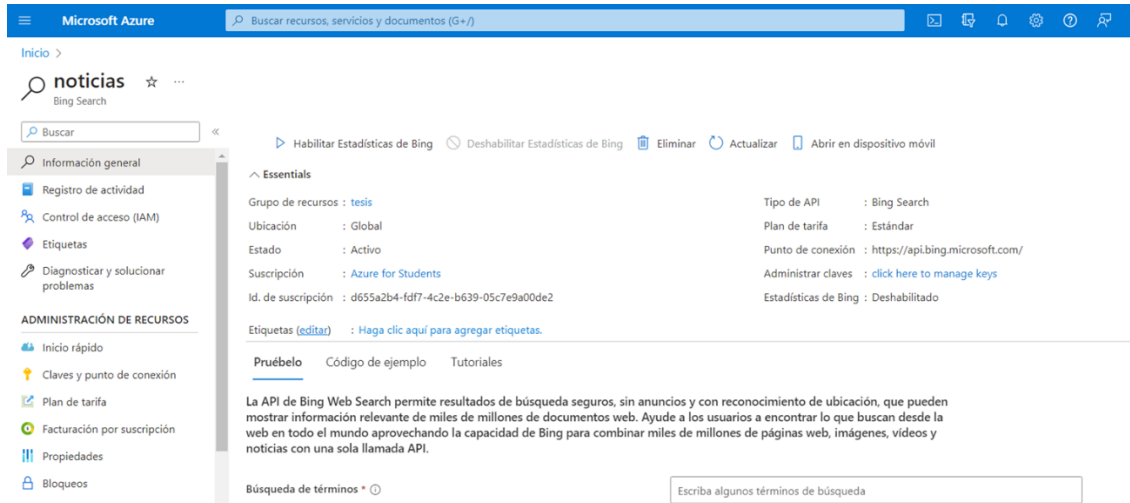 Microsoft Azure
Buscar recursos, servicios y documentos (G+/)
Inicio >
noticias
Bing Search
Buscar
Información general
Registro de actividad
Control de acceso (IAM)
Etiquetas
Diagnosticar y solucionar
problemas
ADMINISTRACIÓN DE RECURSOS
Inicio rápido
Claves y punto de conexión
Plan de tarifa
Facturación por suscripción
Propiedades
Bloqueos
Habilitar Estadísticas de Bing Deshabilitar Estadísticas de Bing Eliminar Actualizar Abrir en dispositivo móvil
Essentials
Grupo de recursos : tesis
Ubicación : Global
Estado : Activo
Suscripción : Azure for Students
Id. de suscripción : d655a2b4-fdf7-4c2e-b639-05c7e9a00de2
Tipo de API : Bing Search
Plan de tarifa : Estándar
Punto de conexión : https://api.bing.microsoft.com/
Administrar claves : click here to manage keys
Estadísticas de Bing : Deshabilitado
Etiquetas (editar) : Haga clic aquí para agregar etiquetas.
Pruébelo Código de ejemplo Tutoriales
La API de Bing Web Search permite resultados de búsqueda seguros, sin anuncios y con reconocimiento de ubicación, que pueden
mostrar información relevante de miles de millones de documentos web. Ayude a los usuarios a encontrar lo que buscan desde la
web en todo el mundo aprovechando la capacidad de Bing para combinar miles de millones de páginas web, imágenes, vídeos y
noticias con una sola llamada API.
Búsqueda de términos *
Escriba algunos términos de búsqueda